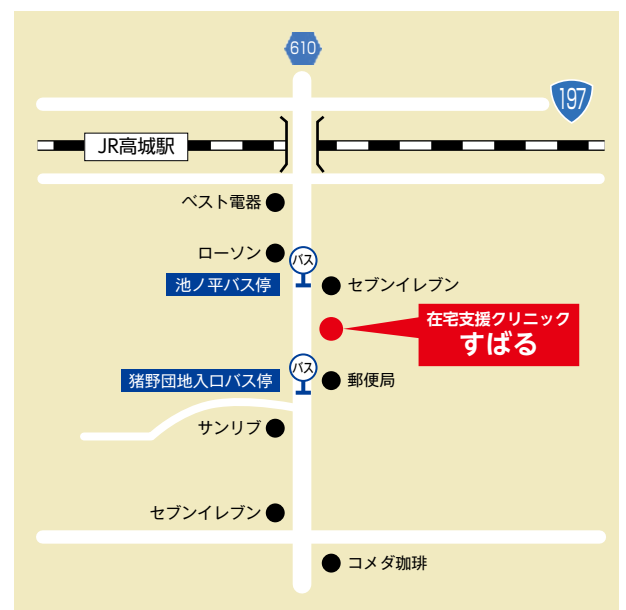 610
197
JR高城駅
ベスト電器
ローソン
バス
池ノ平バス停
セブンイレブン
在宅支援クリニック
すばる
バス
猪野団地入口バス停
郵便局
サンリブ
セブンイレブン
コメダ珈琲